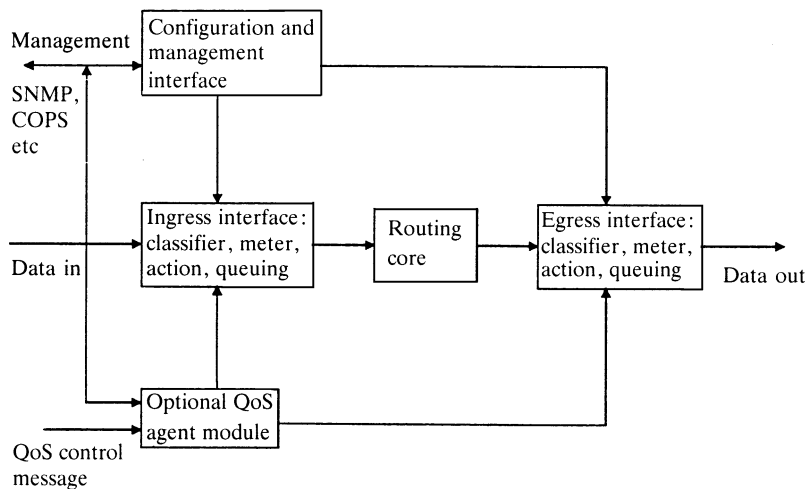 Management
SNMP,
COPS
etc
Configuration and
management
interface
Data in
Ingress interface:
classifier, meter,
action, queuing
Routing
core
Egress interface:
classifier, meter,
action, queuing
Data out
Optional QoS
agent module
QoS control
message